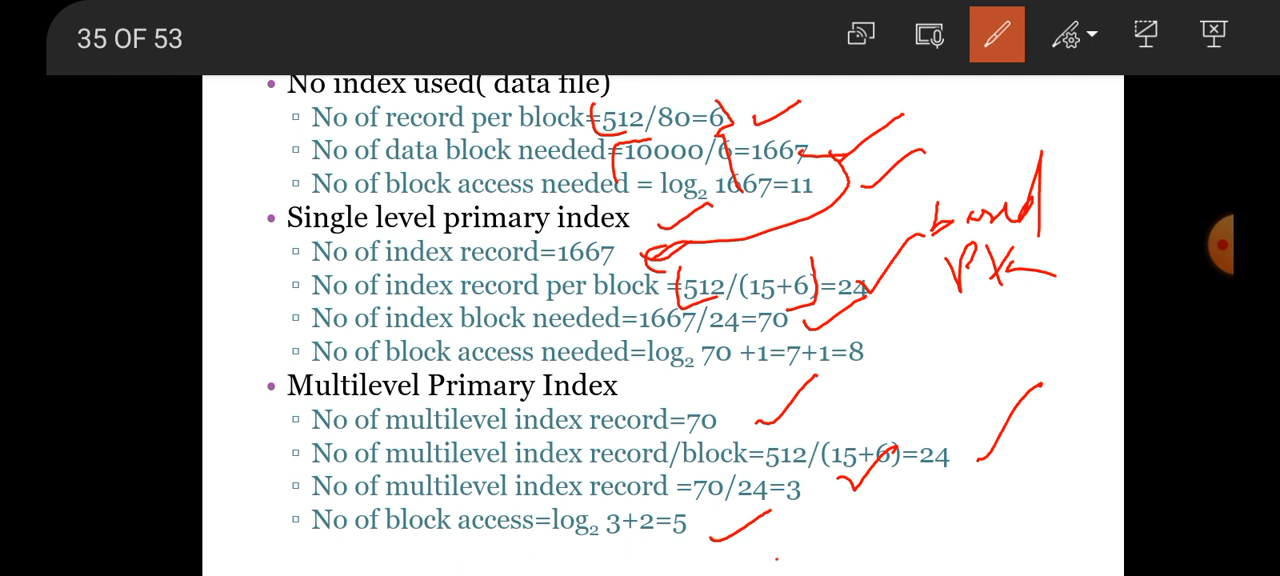 35 OF 53
• No index used( data file)
▫ No of record per block=512/80=6
▫ No of data block needed=10000/6=1667
▫ No of block access needed = log₂ 1667=11
• Single level primary index
▫ No of index record=1667
▫ No of index record per block =512/(15+6)=24
▫ No of index block needed=1667/24=70
▫ No of block access needed=log₂ 70 +1=7+1=8
• Multilevel Primary Index
▫ No of multilevel index record=70
▫ No of multilevel index record/block=512/(15+6)=24
▫ No of multilevel index record =70/24=3
▫ No of block access=log₂ 3+2=5